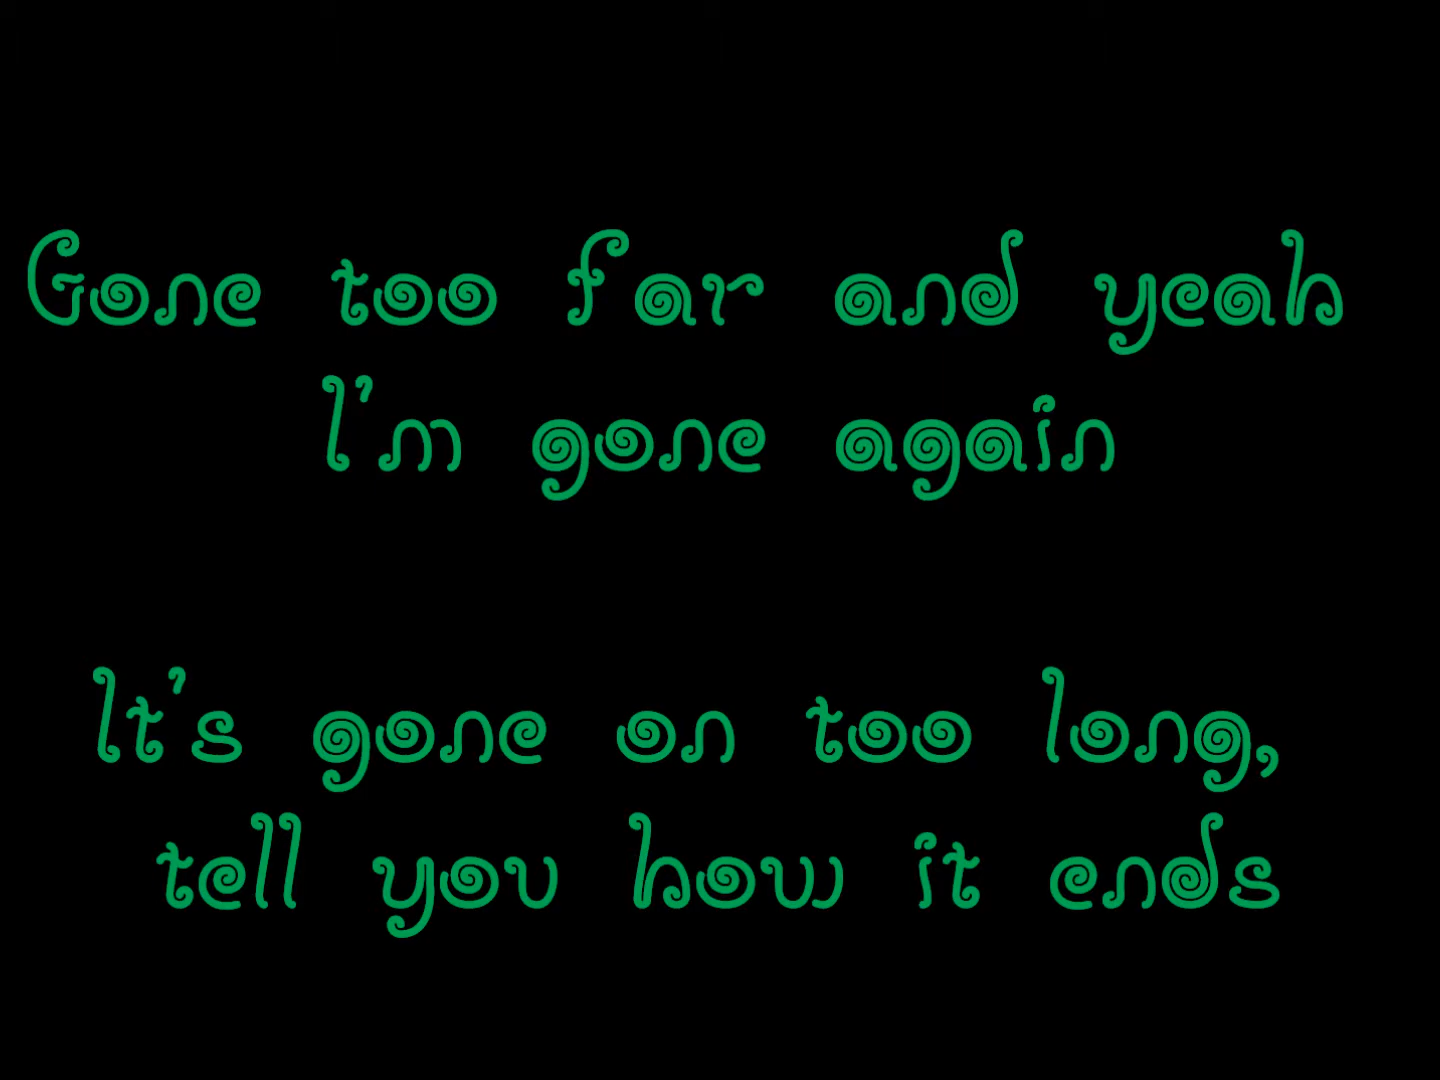 Gone too far and yeah
I'm gone again
It's gone on too long,
tell you how it ends